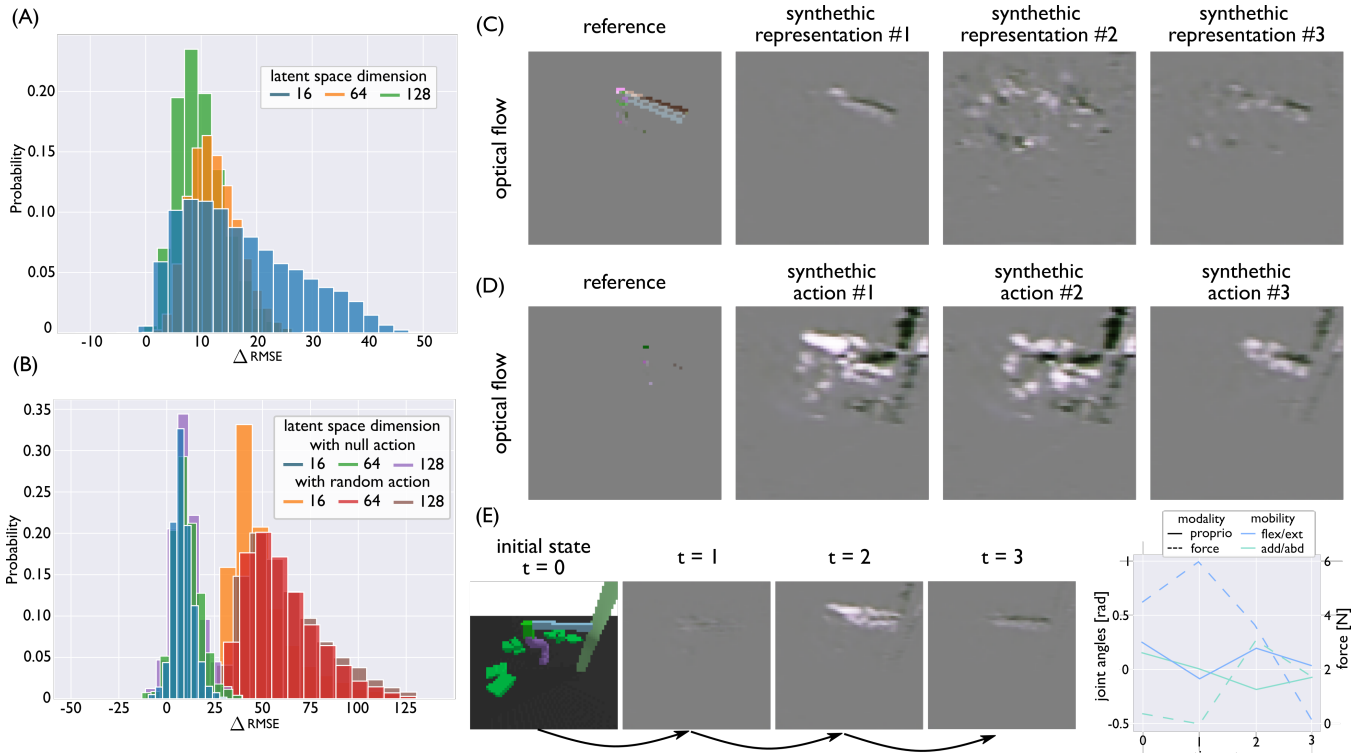 (A)
Probability
0.20
0.15
0.10
0.05
0
latent space dimension
16 64 128
-10 0 10 20 30 40 50
Δ RMSE
(B)
Probability
0.35
0.30
0.25
0.20
0.15
0.10
0.05
0
latent space dimension
with null action
16 64 128
with random action
16 64 128
-50 -25 0 25 50 75 100 125
Δ RMSE
(C)
reference
synthethic
representation #1
synthethic
representation #2
synthethic
representation #3
optical flow
(D)
reference
synthethic
action #1
synthethic
action #2
synthethic
action #3
optical flow
(E)
initial state
t = 0
t = 1
t = 2
t = 3
modality mobility
proprio flex/ext
force add/abd
joint angles [rad]
1
0.5
0
-0.5
6
4
2
0
force [N]
0 1 2 3